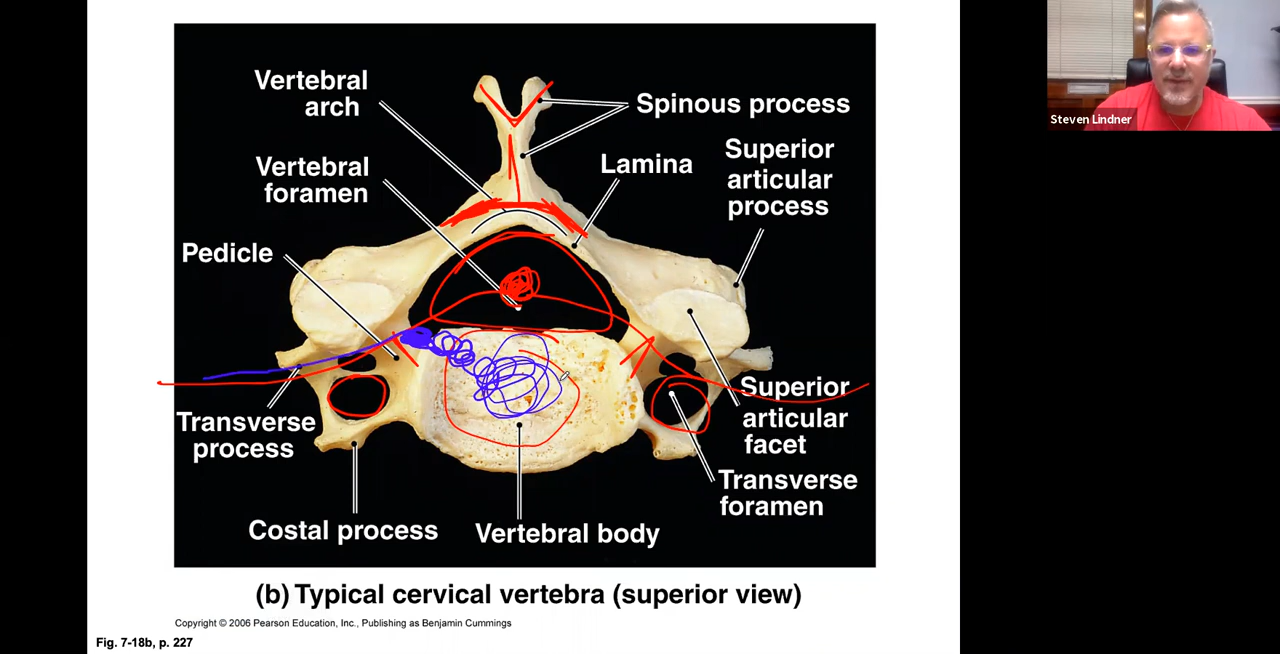 Vertebral
arch
Spinous process
Vertebral
foramen
Lamina
Superior
articular
process
Pedicle
Superior
articular
facet
Transverse
process
Transverse
foramen
Costal process
Vertebral body
(b) Typical cervical vertebra (superior view)
Copyright © 2006 Pearson Education, Inc., Publishing as Benjamin Cummings
Fig. 7-18b, p. 227
Steven Lindner